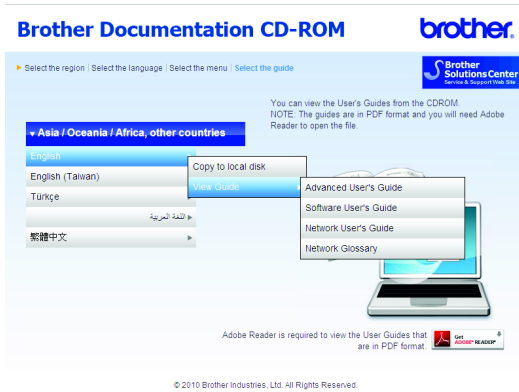 Brother Documentation CD-ROM
brother.
Select the region | Select the language | Select the menu | Select the guide
Brother
Solutions Center
Service & Support Web Site
You can view the User's Guides from the CDROM.
NOTE: The guides are in PDF format and you will need Adobe
Reader to open the file.
Asia / Oceania / Africa, other countries
English
Copy to local disk
English (Taiwan)
View Guide
Advanced User's Guide
Türkçe
Software User's Guide
اللغة العربية
Network User's Guide
繁體中文
Network Glossary
Adobe Reader is required to view the User Guides that
are in PDF format.
Get
ADOBE® READER®
© 2010 Brother Industries, Ltd. All Rights Reserved.